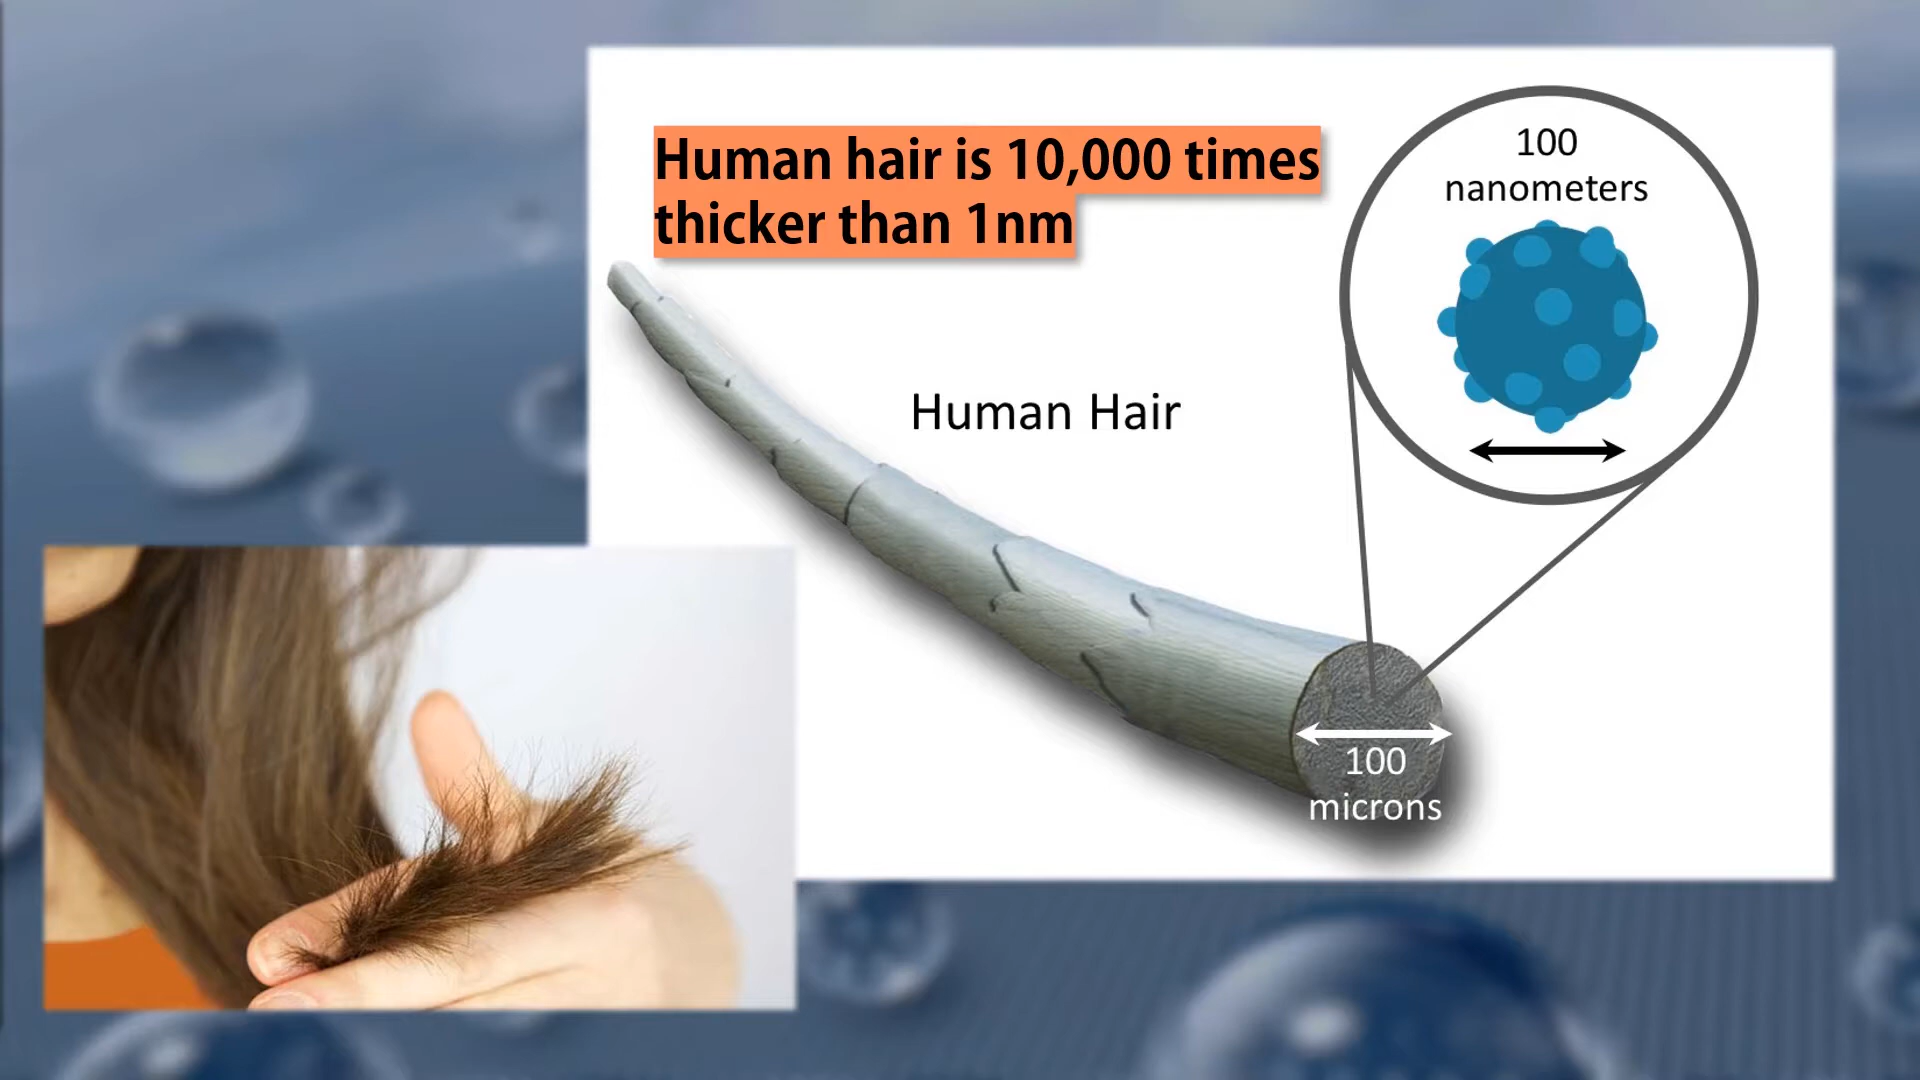 Human hair is 10,000 times
thicker than 1nm
100
nanometers
Human Hair
100
microns